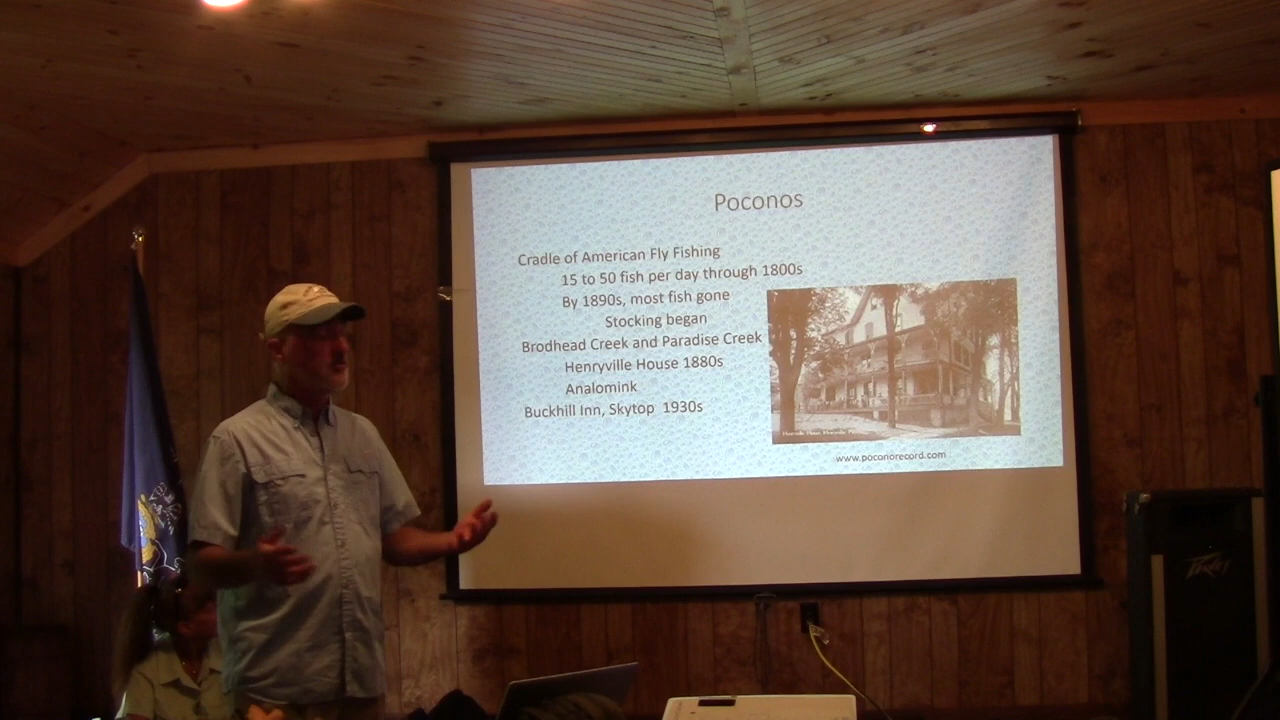 Poconos
Cradle of American Fly Fishing
15 to 50 fish per day through 1800s
By 1890s, most fish gone
Stocking began
Brodhead Creek and Paradise Creek
Henryville House 1880s
Analomink
Buckhill Inn, Skytop 1930s
www.poconorecord.com
Peavey